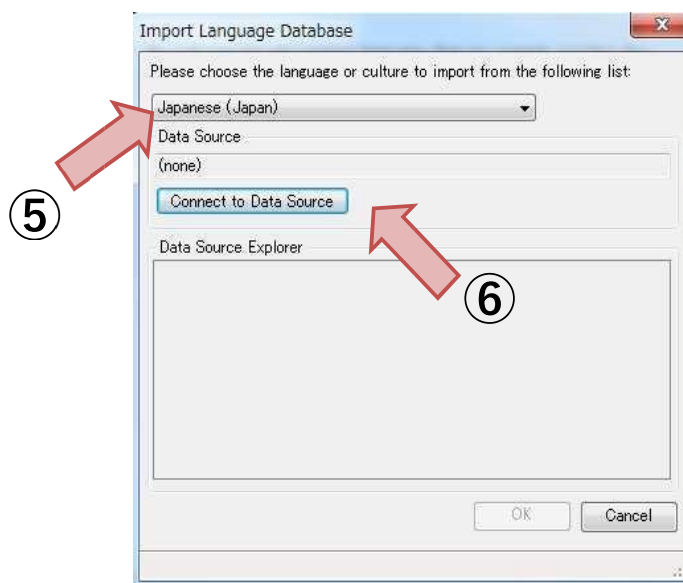 Import Language Database
Please choose the language or culture to import from the following list:
Japanese (Japan)
⑤
Data Source
(none)
Connect to Data Source
⑥
Data Source Explorer
OK
Cancel